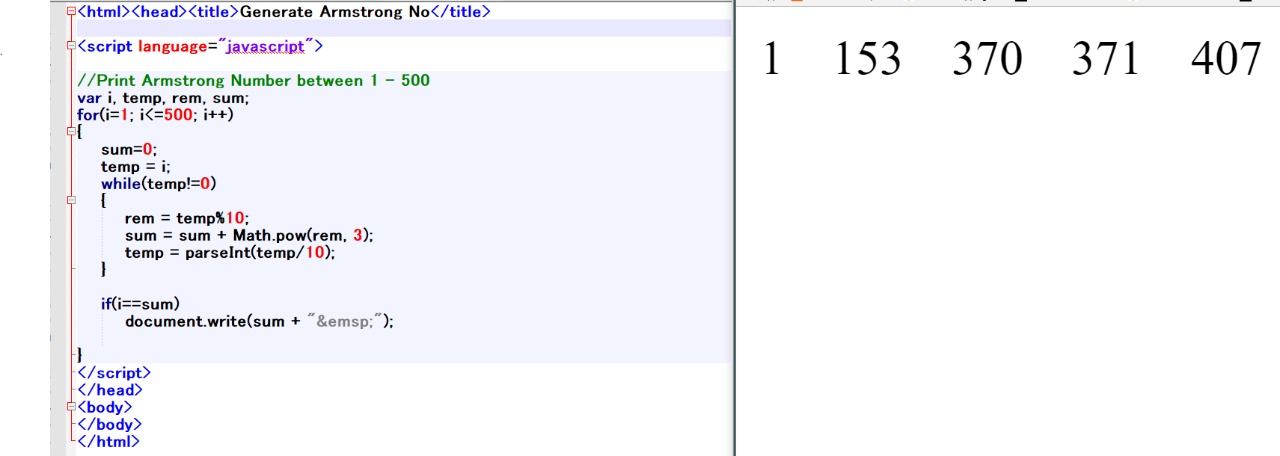 <html><head><title>Generate Armstrong No</title>
<script language="javascript">
//Print Armstrong Number between 1 - 500
var i, temp, rem, sum;
for(i=1; i<=500; i++)
{
sum=0;
temp = i;
while(temp!=0)
{
rem = temp%10;
sum = sum + Math.pow(rem, 3);
temp = parseInt(temp/10);
}
if(i==sum)
document.write(sum + "&emsp;");
}
</script>
</head>
<body>
</body>
</html>
1 153 370 371 407